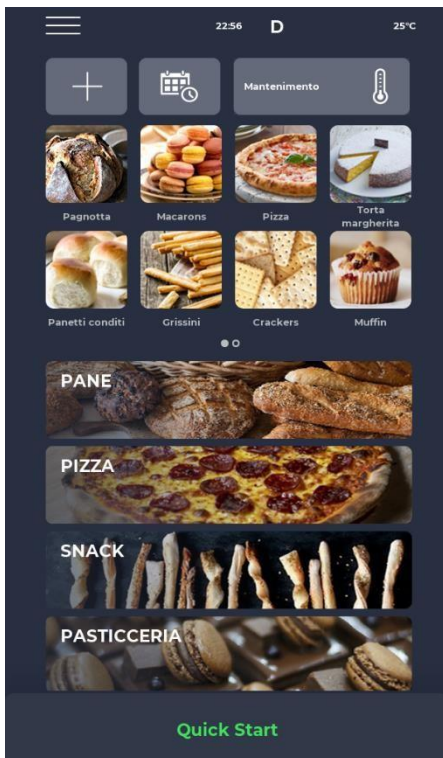 22:56 D 25°C
Mantenimento
Pagnotta Macarons Pizza Torta
margherita
Panetti conditi Grissini Crackers Muffin
PANE
PIZZA
SNACK
PASTICCERIA
Quick Start